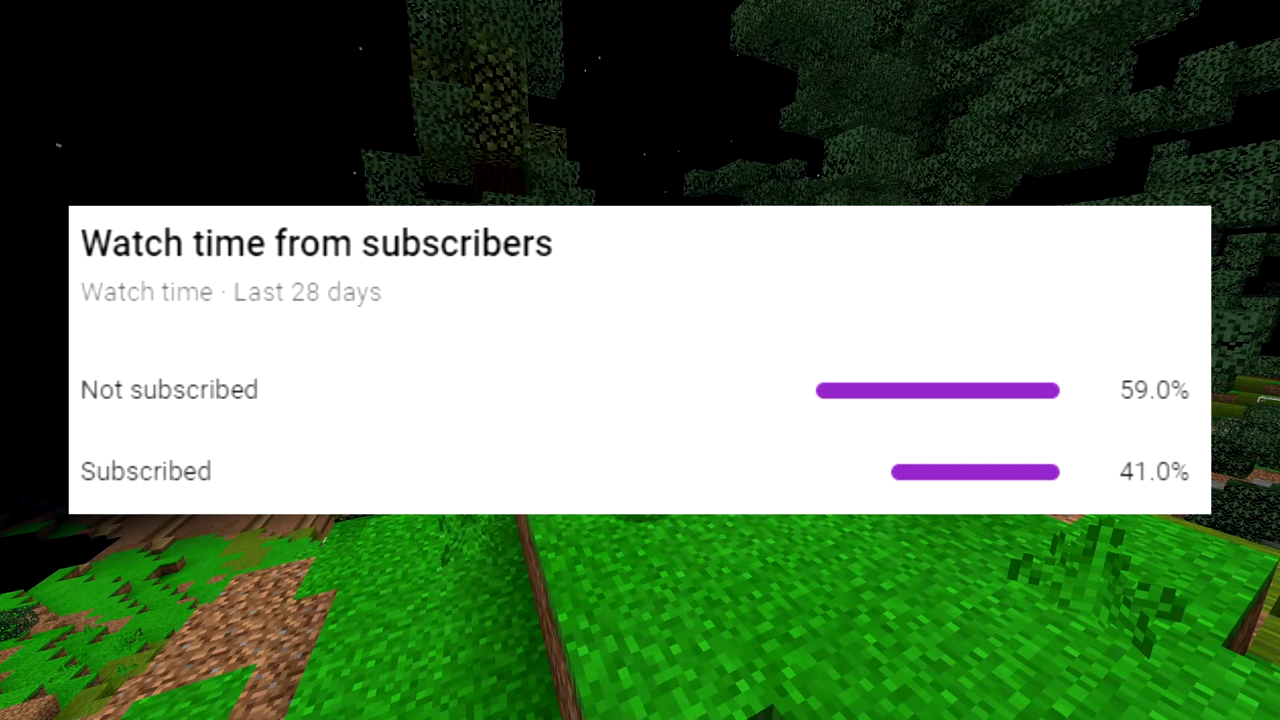 Watch time from subscribers
Watch time · Last 28 days
Not subscribed 59.0%
Subscribed 41.0%